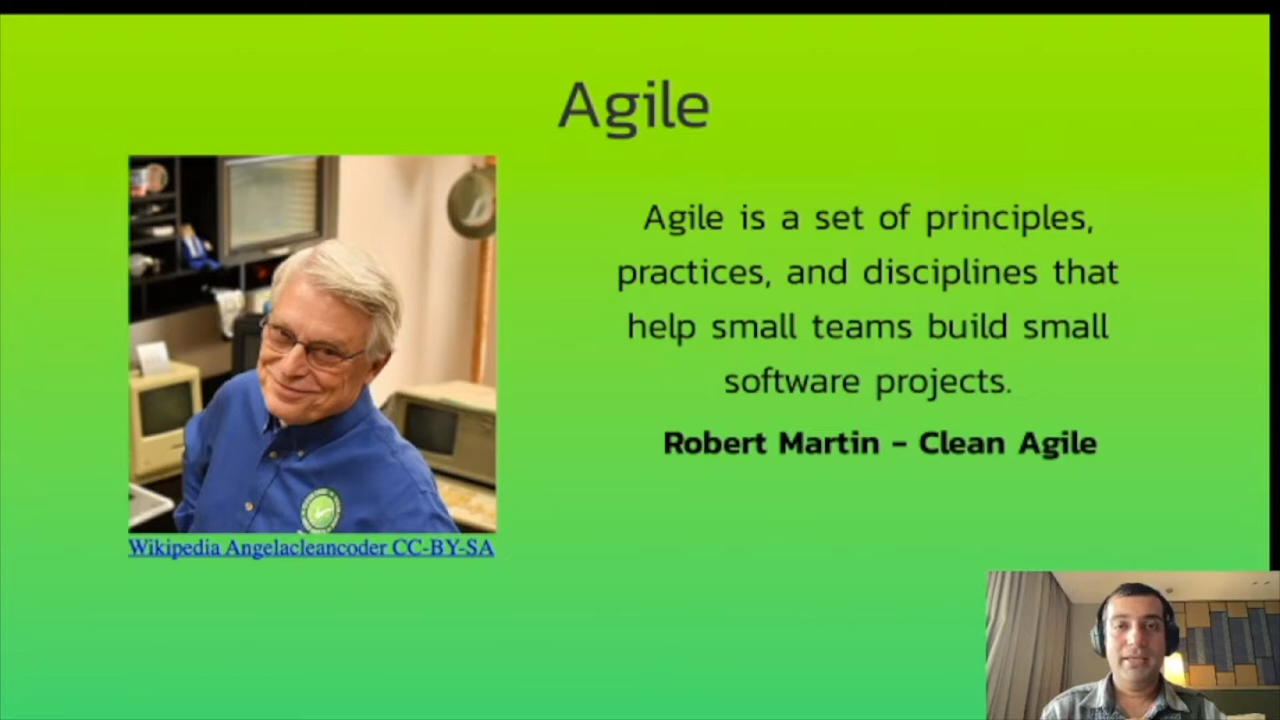 Agile
Agile is a set of principles,
practices, and disciplines that
help small teams build small
software projects.
Robert Martin – Clean Agile
Wikipedia Angelacleancoder CC-BY-SA